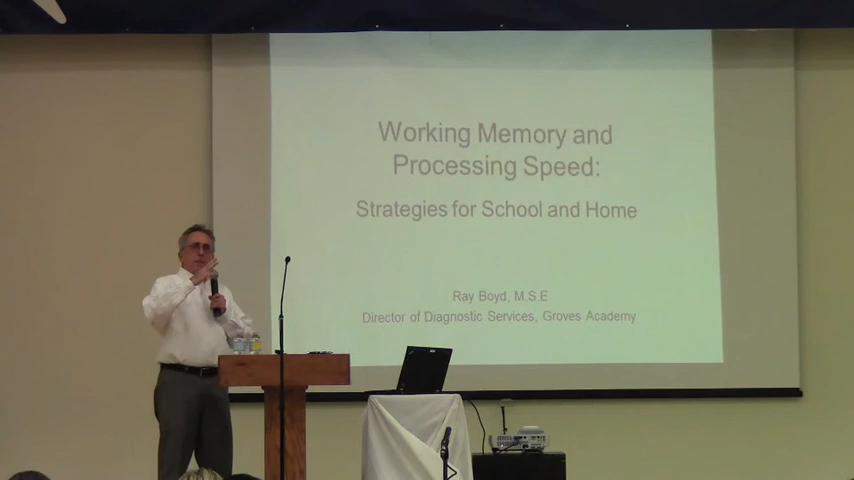 Working Memory and
Processing Speed:
Strategies for School and Home
Ray Boyd, M.S.E
Director of Diagnostic Services, Groves Academy